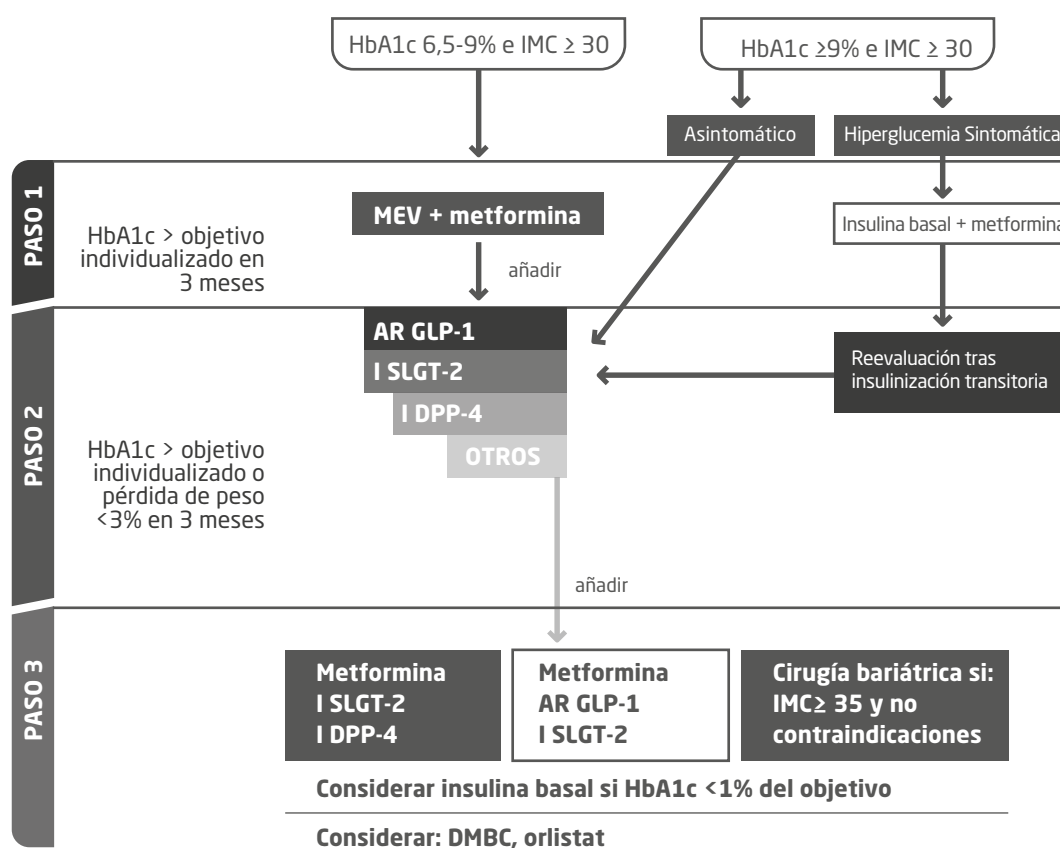 HbA1c 6,5-9% e IMC ≥ 30
HbA1c ≥9% e IMC ≥ 30
Asintomático
Hiperglucemia Sintomática
PASO 1
HbA1c > objetivo
individualizado en
3 meses
MEV + metformina
añadir
Insulina basal + metformina
PASO 2
AR GLP-1
I SLGT-2
I DPP-4
OTROS
Reevaluación tras
insulinización transitoria
HbA1c > objetivo
individualizado o
pérdida de peso
<3% en 3 meses
añadir
PASO 3
Metformina
I SLGT-2
I DPP-4
Metformina
AR GLP-1
I SLGT-2
Cirugía bariátrica si:
IMC≥ 35 y no
contraindicaciones
Considerar insulina basal si HbA1c <1% del objetivo
Considerar: DMBC, orlistat